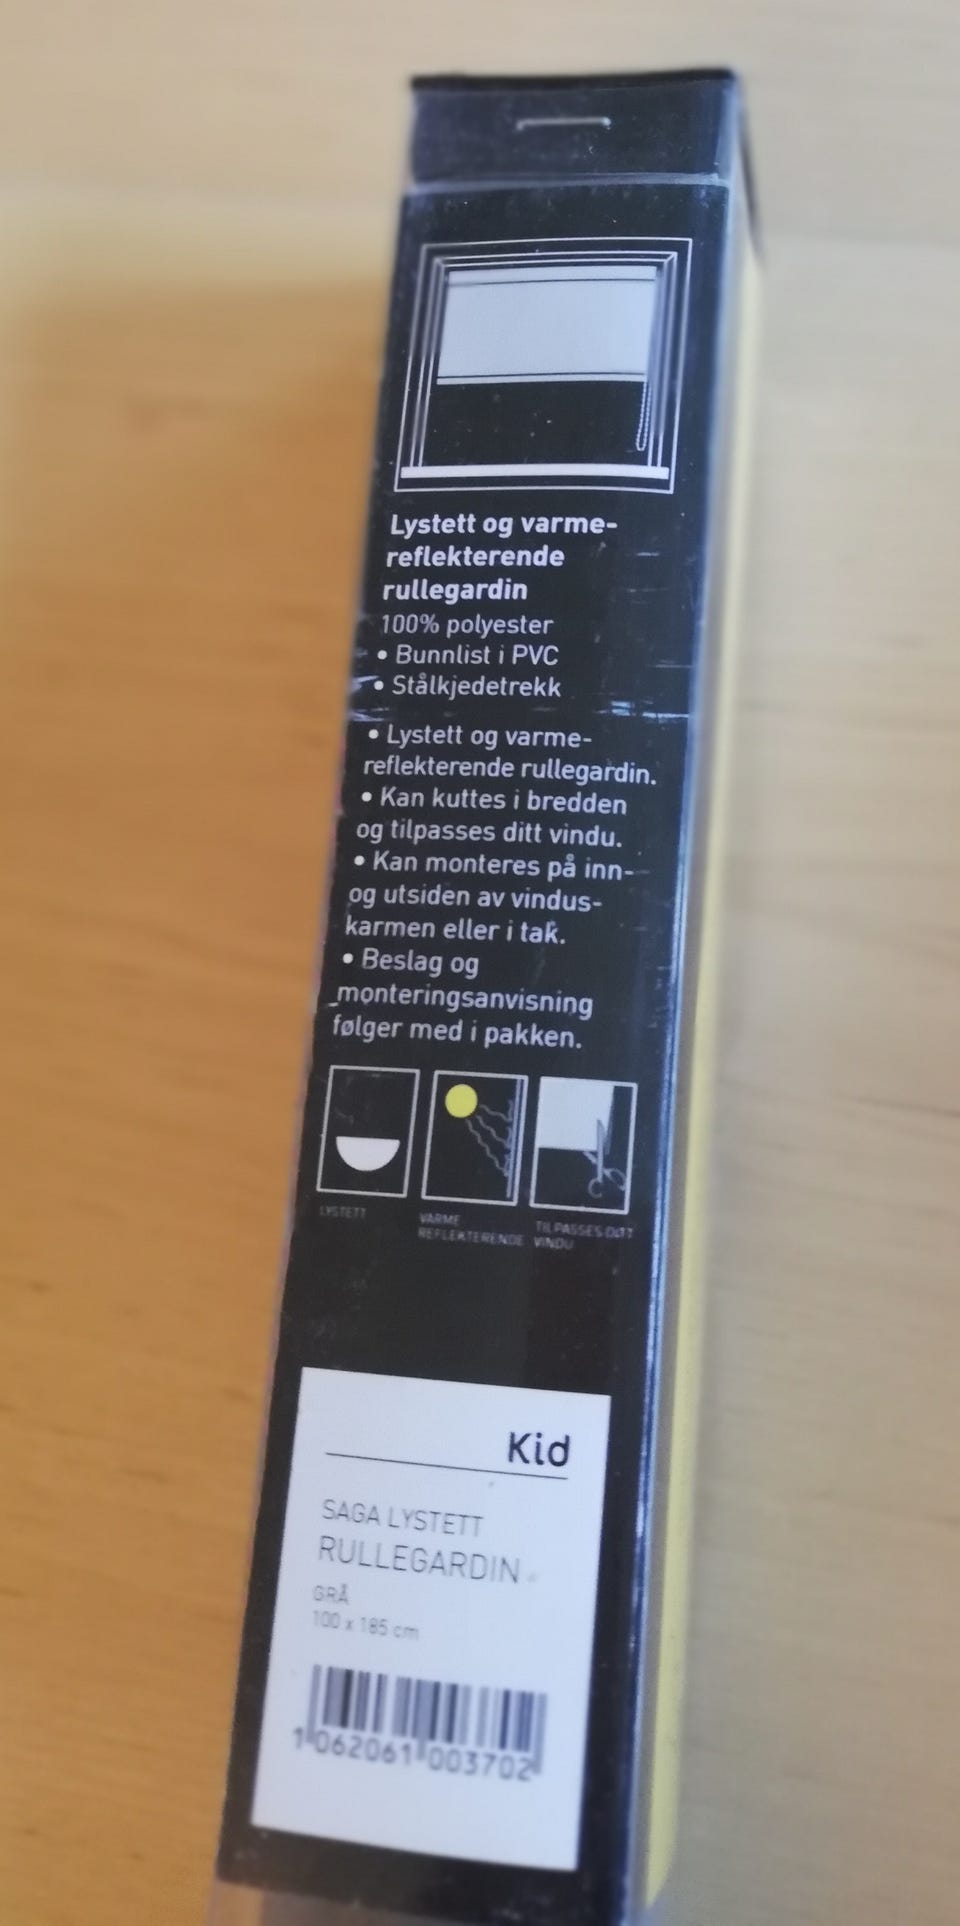 Lystett og varme-
reflekterende
rullegardin
100% polyester
• Bunnlist i PVC
• Stålkjedetrekk
• Lystett og varme-
reflekterende rullegardin.
• Kan kuttes i bredden
og tilpasses ditt vindu.
• Kan monteres på inn-
og utsiden av vindus-
karmen eller i tak.
• Beslag og
monteringsanvisning
følger med i pakken.
LYSTETT
VARME
REFLEKTERENDE
TILPASSES DITT
VINDU
Kid
SAGA LYSTETT
RULLEGARDIN
GRÅ
100 x 185 cm
1 062061 003702